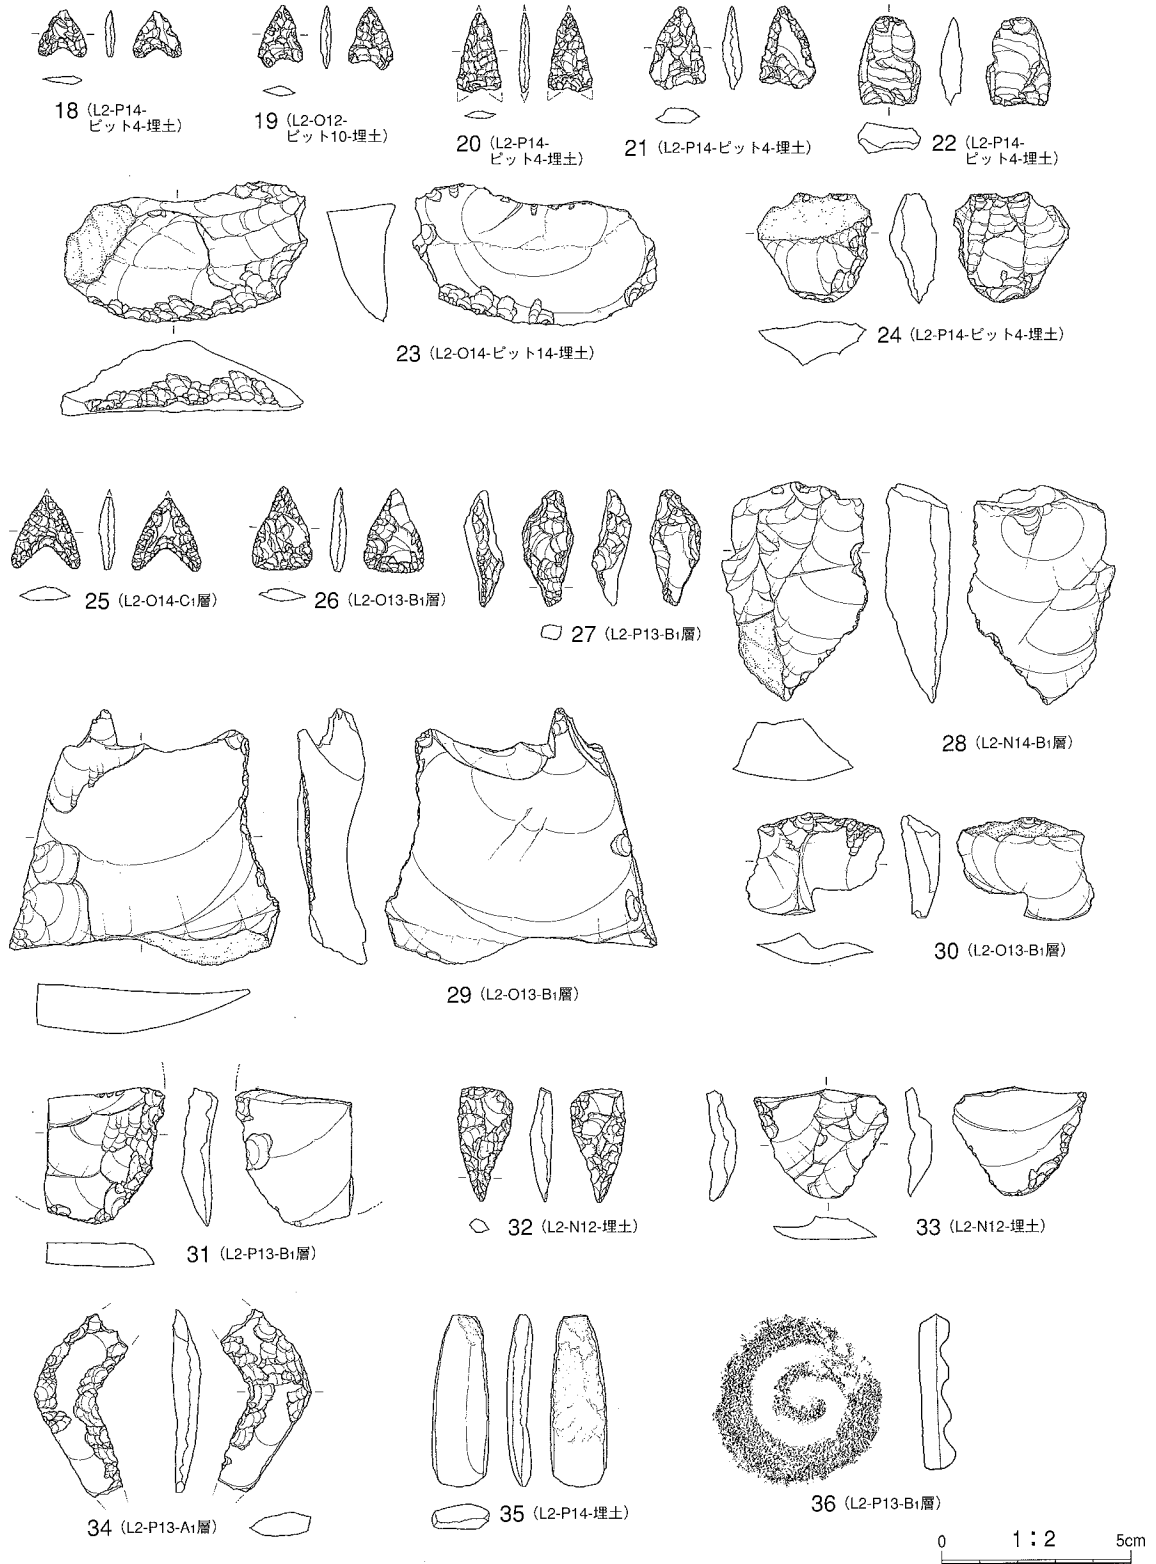 18 (L2-P14-
ピット4-埋土)
19 (L2-O12-
ピット10-埋土)
20 (L2-P14-
ピット4-埋土)
21 (L2-P14-ピット4-埋土)
22 (L2-P14-
ピット4-埋土)
23 (L2-O14-ピット14-埋土)
24 (L2-P14-ピット4-埋土)
25 (L2-O14-C1層)
26 (L2-O13-B1層)
27 (L2-P13-B1層)
28 (L2-N14-B1層)
29 (L2-O13-B1層)
30 (L2-O13-B1層)
31 (L2-P13-B1層)
32 (L2-N12-埋土)
33 (L2-N12-埋土)
34 (L2-P13-A1層)
35 (L2-P14-埋土)
36 (L2-P13-B1層)
0 1:2 5cm